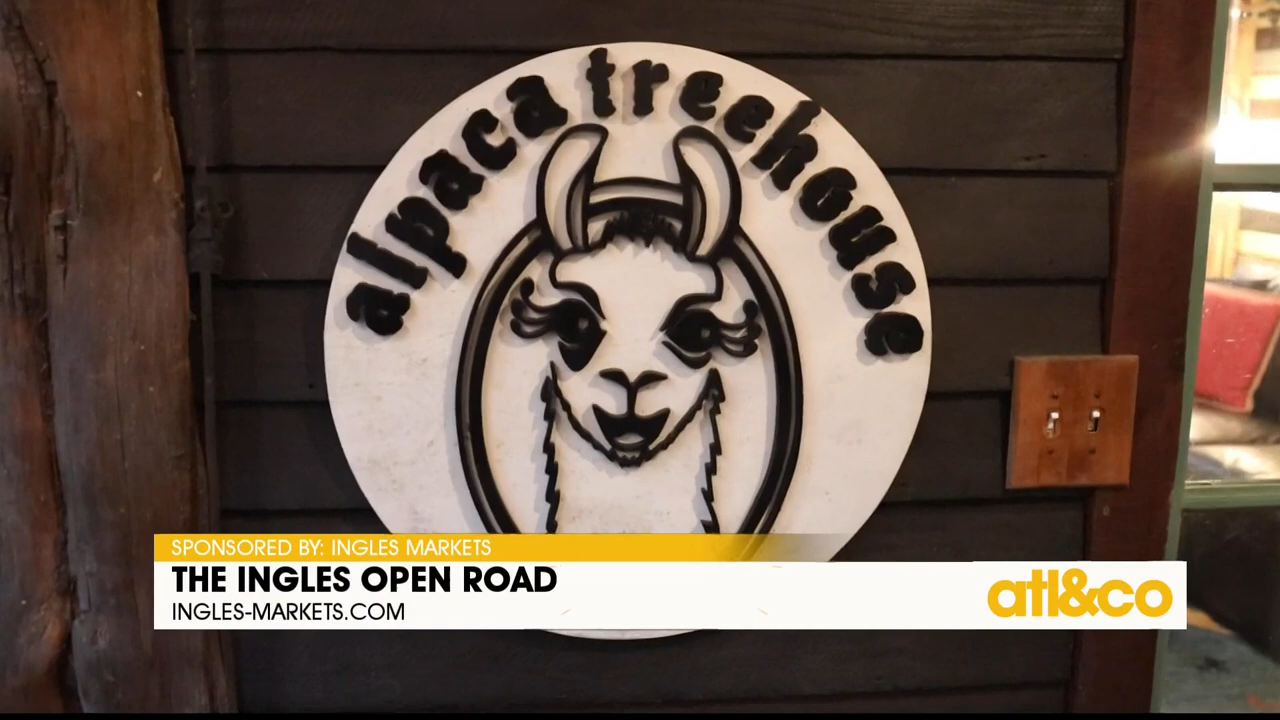 alpaca treehouse
SPONSORED BY: INGLES MARKETS
THE INGLES OPEN ROAD
INGLES-MARKETS.COM
atl&co